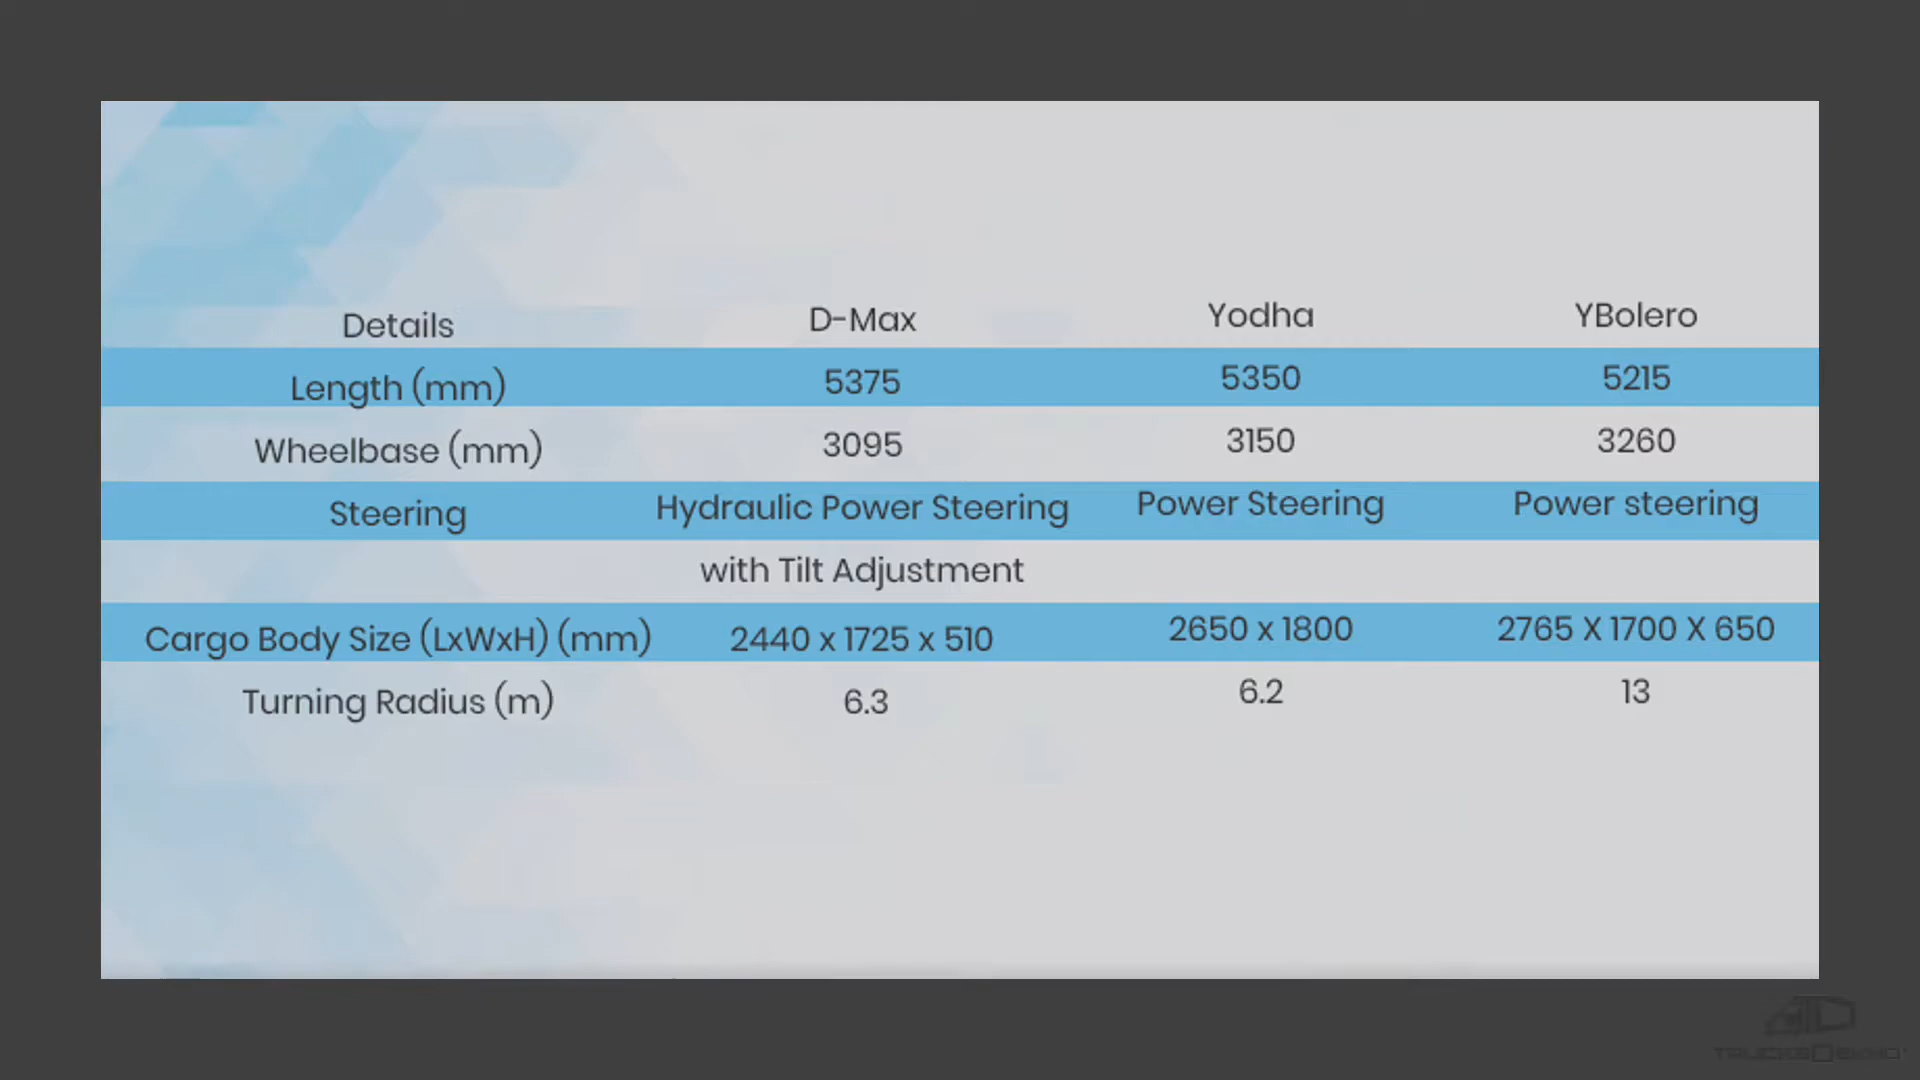 Details D-Max Yodha YBolero
Length (mm) 5375 5350 5215
Wheelbase (mm) 3095 3150 3260
Steering Hydraulic Power Steering Power Steering Power steering
with Tilt Adjustment
Cargo Body Size (LxWxH) (mm) 2440 x 1725 x 510 2650 x 1800 2765 X 1700 X 650
Turning Radius (m) 6.3 6.2 13